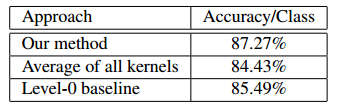 Approach Accuracy/Class
Our method 87.27%
Average of all kernels 84.43%
Level-0 baseline 85.49%